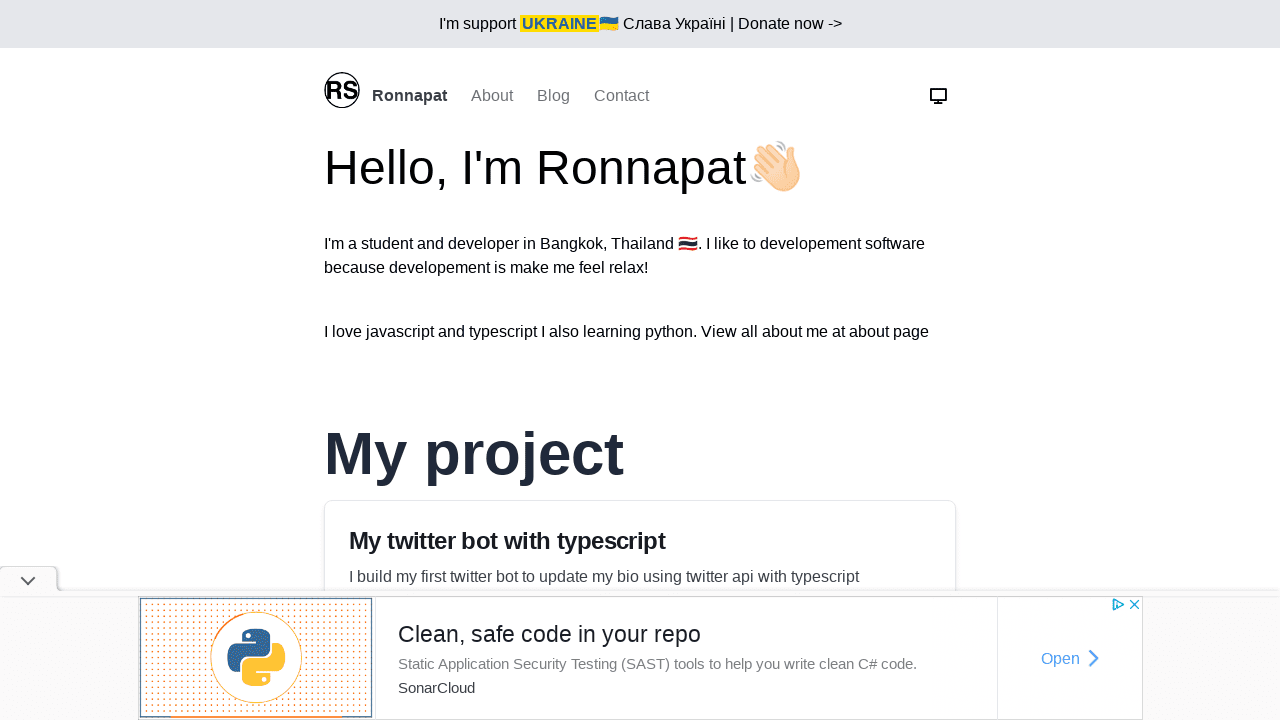 I'm support UKRAINE🇺🇦 Слава Україні | Donate now ->
RS Ronnapat About Blog Contact
Hello, I'm Ronnapat👋🏻
I'm a student and developer in Bangkok, Thailand 🇹🇭. I like to developement software
because developement is make me feel relax!
I love javascript and typescript I also learning python. View all about me at about page
My project
My twitter bot with typescript
I build my first twitter bot to update my bio using twitter api with typescript
Clean, safe code in your repo
Static Application Security Testing (SAST) tools to help you write clean C# code.
SonarCloud
Open